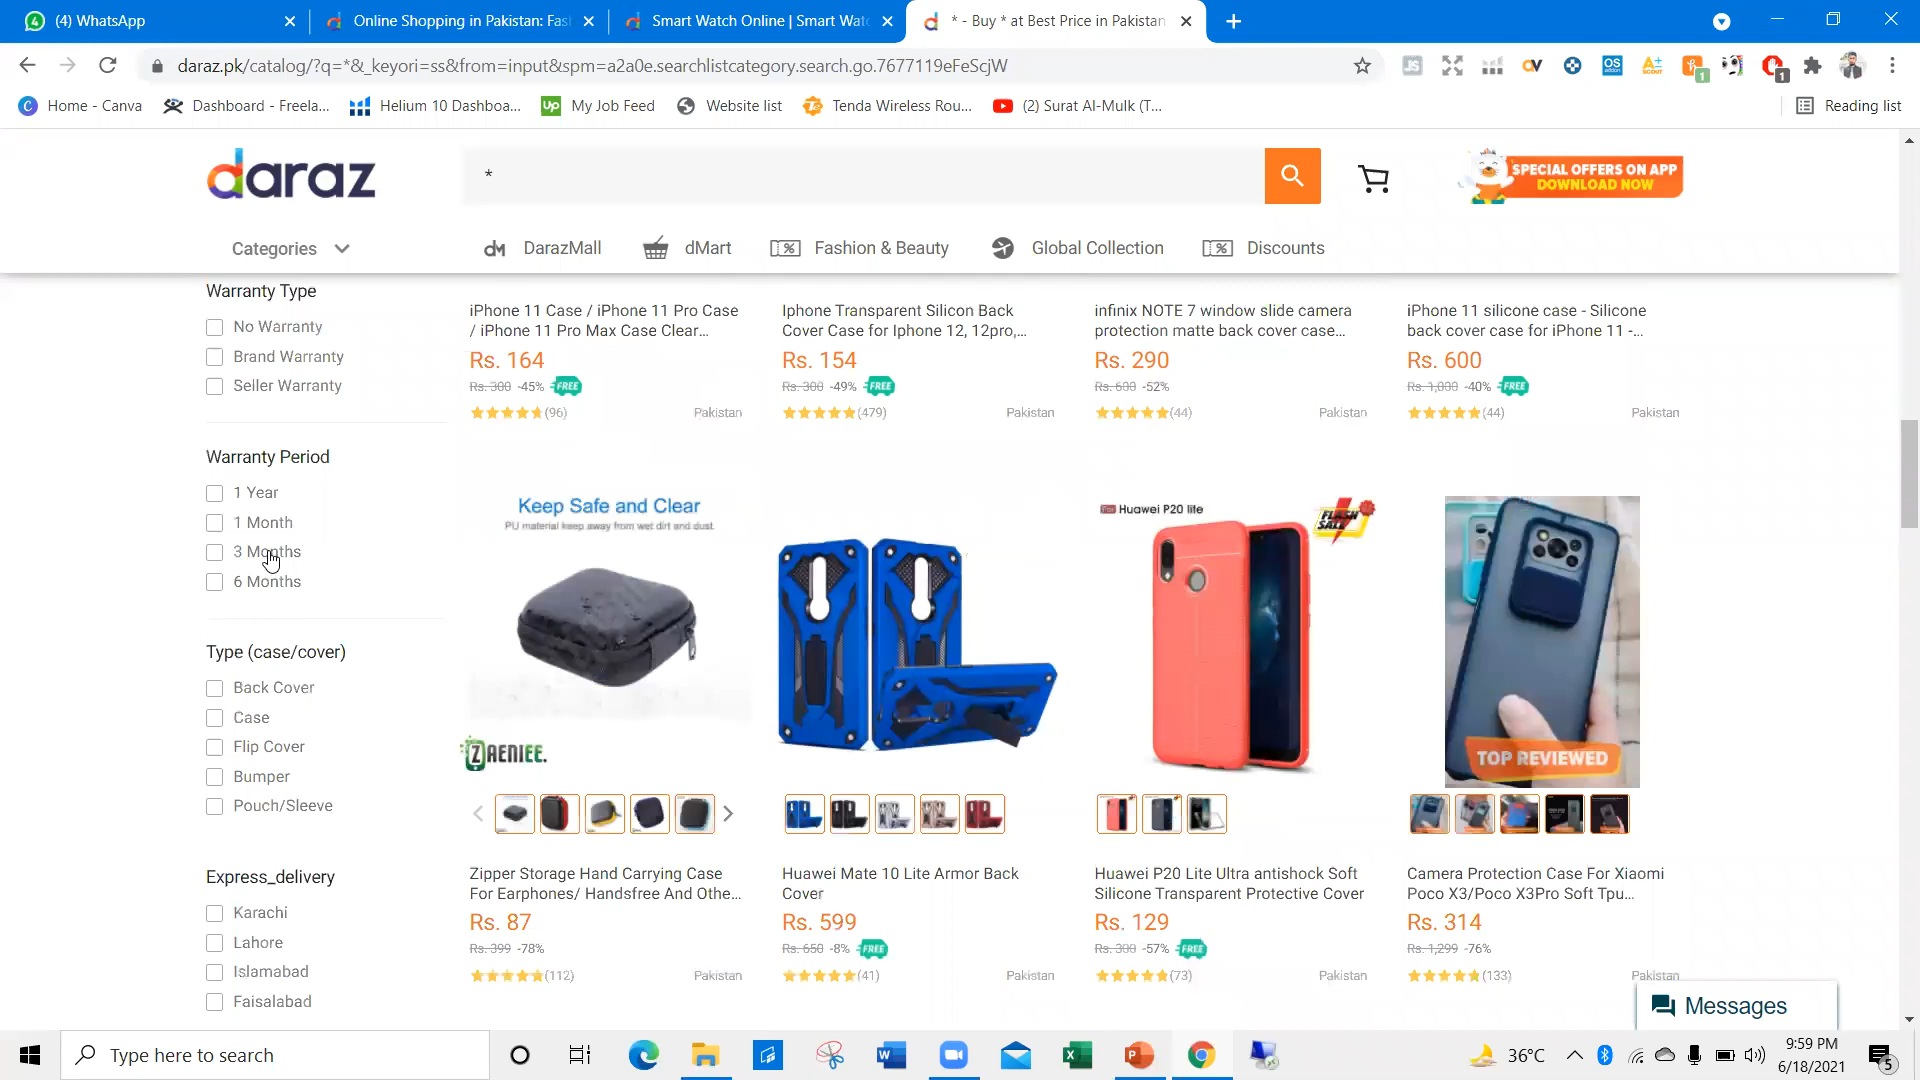 (4) WhatsApp
Online Shopping in Pakistan: Fas
Smart Watch Online | Smart Wat
* - Buy * at Best Price in Pakistan
daraz.pk/catalog/?q=*&_keyori=ss&from=input&spm=a2a0e.searchlistcategory.search.go.7677119eFeScjW
Home - Canva
Dashboard - Freela...
Helium 10 Dashboa...
Up My Job Feed
Website list
Tenda Wireless Rou...
(2) Surat Al-Mulk (T...
Reading list
daraz
*
SPECIAL OFFERS ON APP
DOWNLOAD NOW
Categories
DarazMall
dMart
Fashion & Beauty
Global Collection
Discounts
Warranty Type
No Warranty
Brand Warranty
Seller Warranty
Warranty Period
1 Year
1 Month
3 Months
6 Months
Type (case/cover)
Back Cover
Case
Flip Cover
Bumper
Pouch/Sleeve
Express_delivery
Karachi
Lahore
Islamabad
Faisalabad
iPhone 11 Case / iPhone 11 Pro Case
/ iPhone 11 Pro Max Case Clear...
Rs. 164
Rs. 300 -45% FREE
(96) Pakistan
Iphone Transparent Silicon Back
Cover Case for Iphone 12, 12pro,...
Rs. 154
Rs. 300 -49% FREE
(479) Pakistan
infinix NOTE 7 window slide camera
protection matte back cover case...
Rs. 290
Rs. 600 -52%
(44) Pakistan
iPhone 11 silicone case - Silicone
back cover case for iPhone 11 -...
Rs. 600
Rs. 1,000 -40% FREE
(44) Pakistan
Keep Safe and Clear
PU material keep away from wet dirt and dust
ZAENIEE.
Zipper Storage Hand Carrying Case
For Earphones/ Handsfree And Othe...
Rs. 87
Rs. 399 -78%
(112) Pakistan
Huawei Mate 10 Lite Armor Back
Cover
Rs. 599
Rs. 650 -8% FREE
(41) Pakistan
Huawei P20 lite
FLASH
SALE
Huawei P20 Lite Ultra antishock Soft
Silicone Transparent Protective Cover
Rs. 129
Rs. 300 -57% FREE
(73) Pakistan
TOP REVIEWED
Camera Protection Case For Xiaomi
Poco X3/Poco X3Pro Soft Tpu...
Rs. 314
Rs. 1,299 -76%
(133) Pakistan
Messages
Type here to search
36°C
9:59 PM
6/18/2021
5